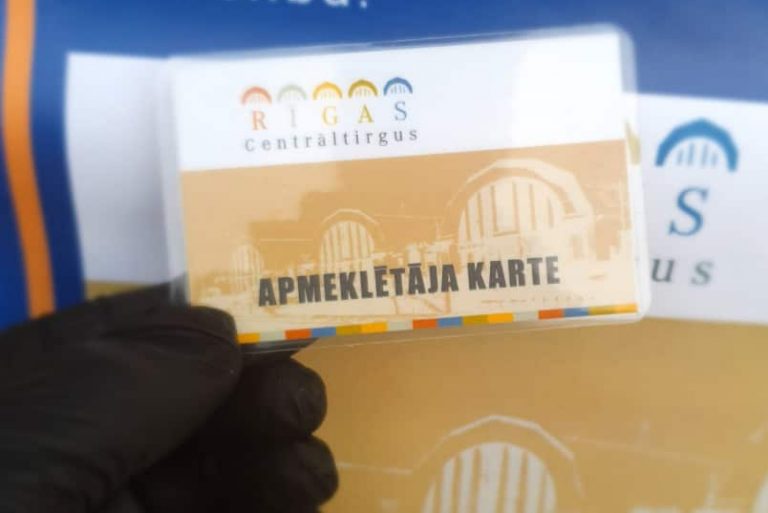 RIGAS
Centrāltirgus
APMEKLĒTĀJA KARTE
S
us